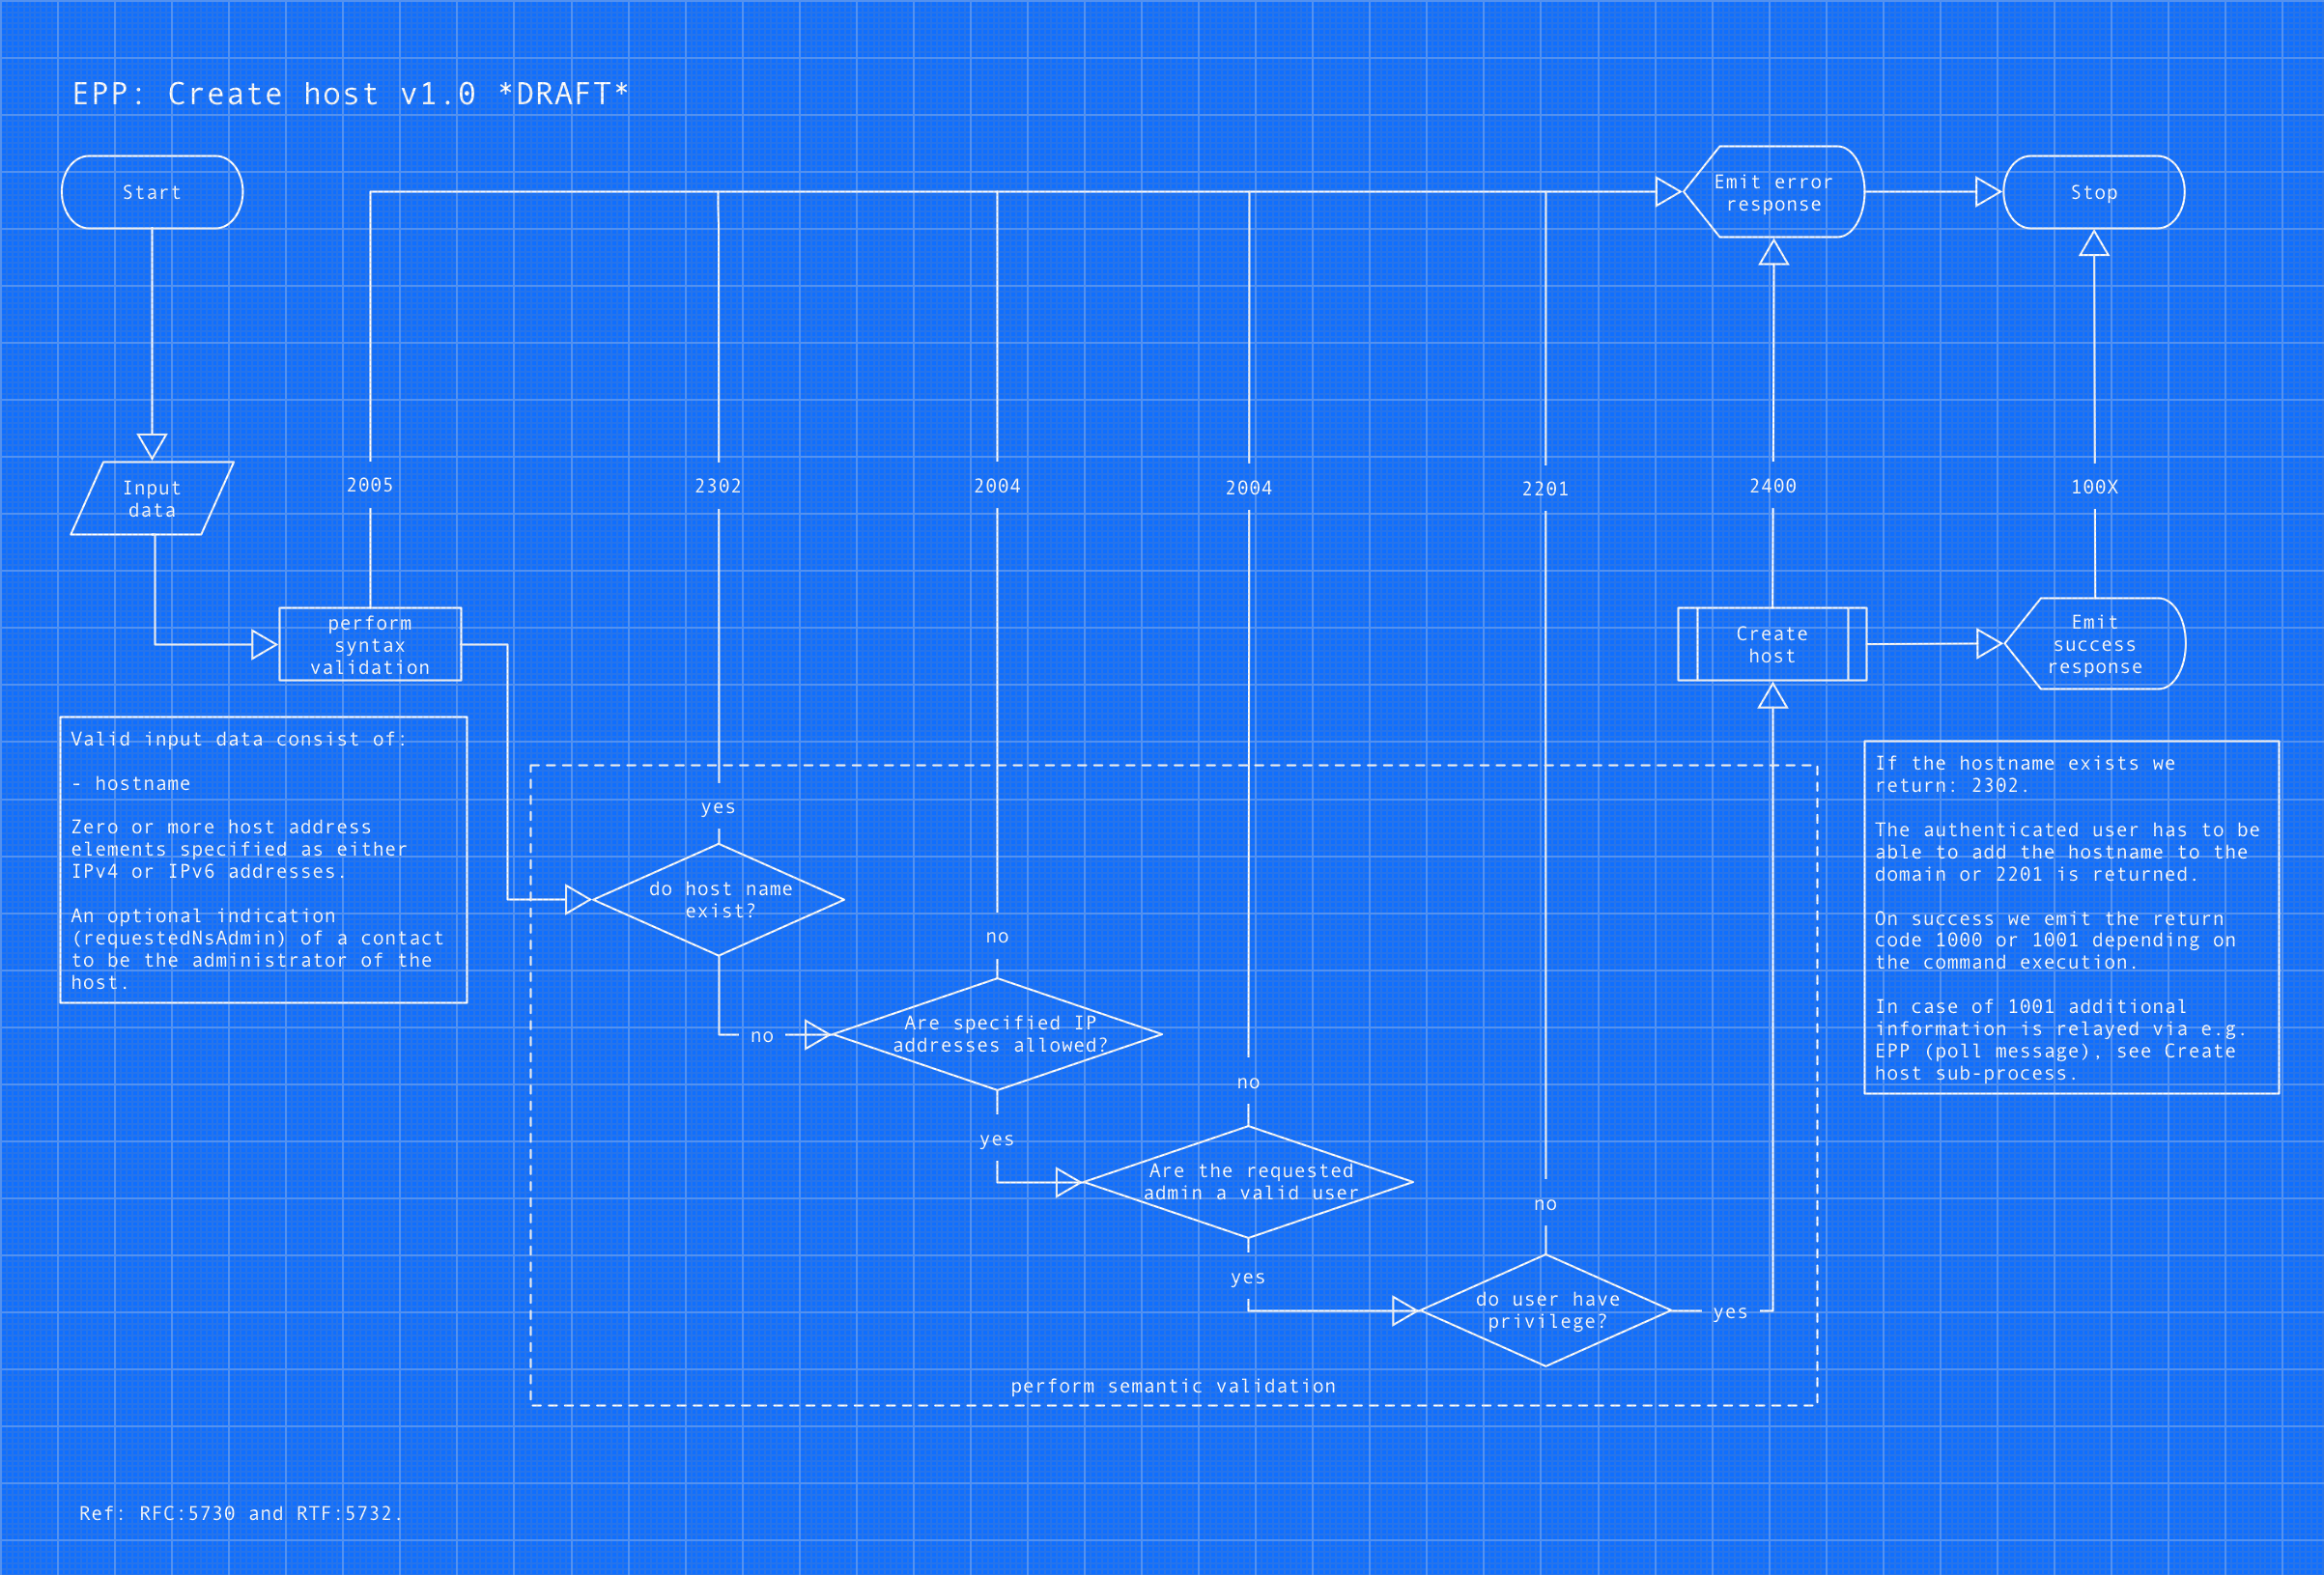 EPP: Create host v1.0 *DRAFT*
Start
Emit error
response
Stop
Input
data
2005
2302
2004
2004
2201
2400
100X
perform
syntax
validation
Create
host
Emit
success
response
Valid input data consist of:
- hostname
Zero or more host address
elements specified as either
IPv4 or IPv6 addresses.
An optional indication
(requestedNsAdmin) of a contact
to be the administrator of the
host.
yes
do host name
exist?
no
no
Are specified IP
addresses allowed?
yes
no
Are the requested
admin a valid user
yes
no
do user have
privilege?
yes
perform semantic validation
If the hostname exists we
return: 2302.
The authenticated user has to be
able to add the hostname to the
domain or 2201 is returned.
On success we emit the return
code 1000 or 1001 depending on
the command execution.
In case of 1001 additional
information is relayed via e.g.
EPP (poll message), see Create
host sub-process.
Ref: RFC:5730 and RTF:5732.